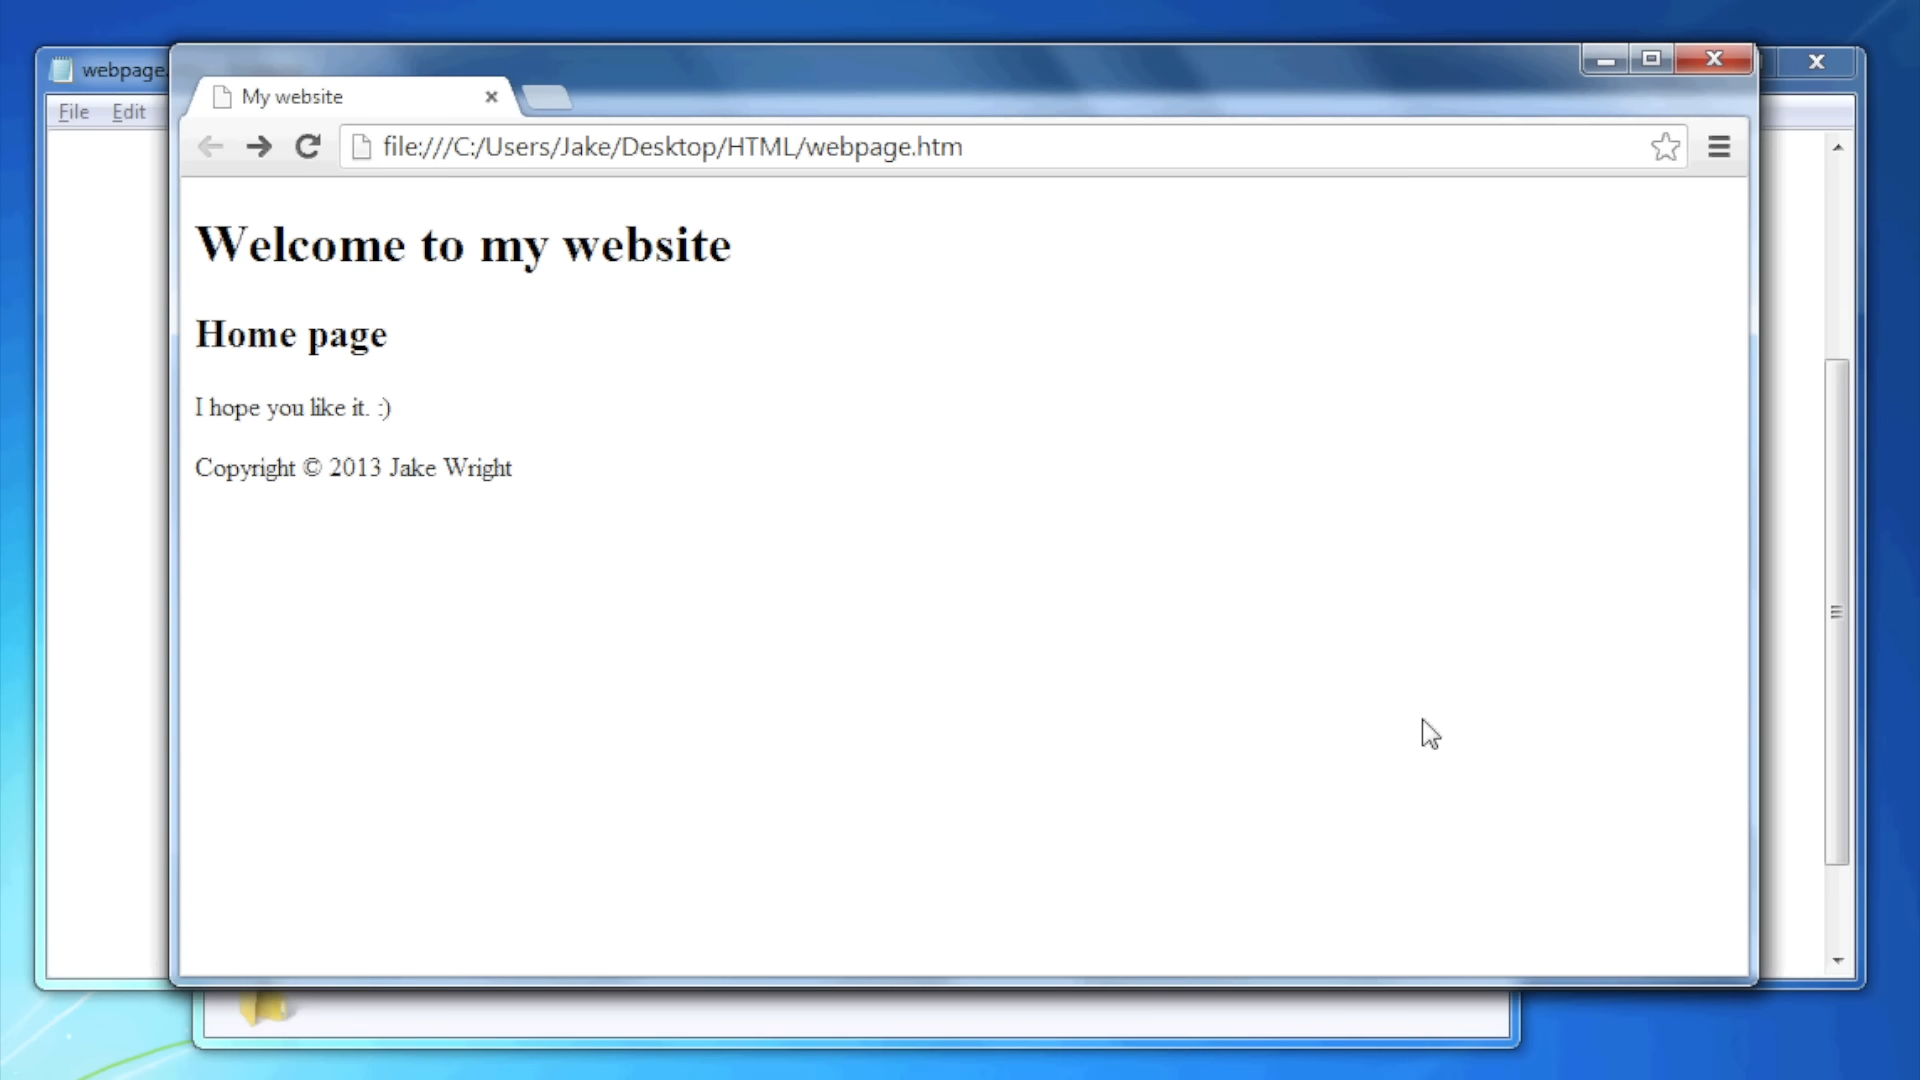 webpage.
File Edit
My website
file:///C:/Users/Jake/Desktop/HTML/webpage.htm
Welcome to my website
Home page
I hope you like it. :)
Copyright © 2013 Jake Wright